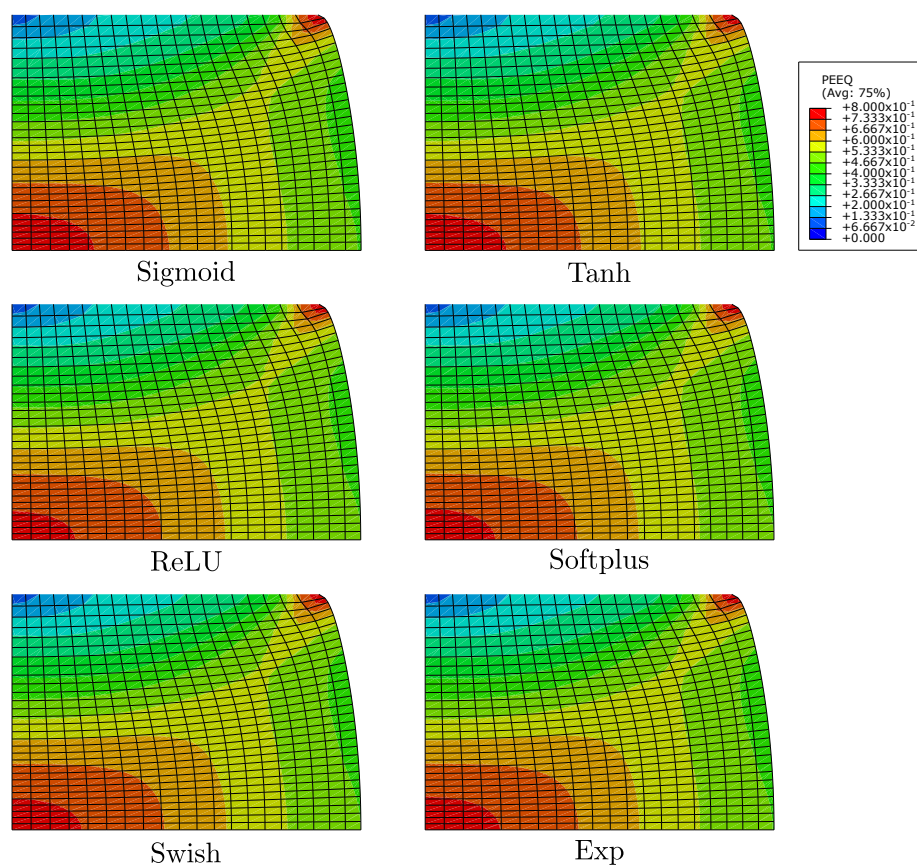 PEEQ
(Avg: 75%)
+8.000x10⁻¹
+7.333x10⁻¹
+6.667x10⁻¹
+6.000x10⁻¹
+5.333x10⁻¹
+4.667x10⁻¹
+4.000x10⁻¹
+3.333x10⁻¹
+2.667x10⁻¹
+2.000x10⁻¹
+1.333x10⁻¹
+6.667x10⁻²
+0.000
Sigmoid
Tanh
ReLU
Softplus
Swish
Exp